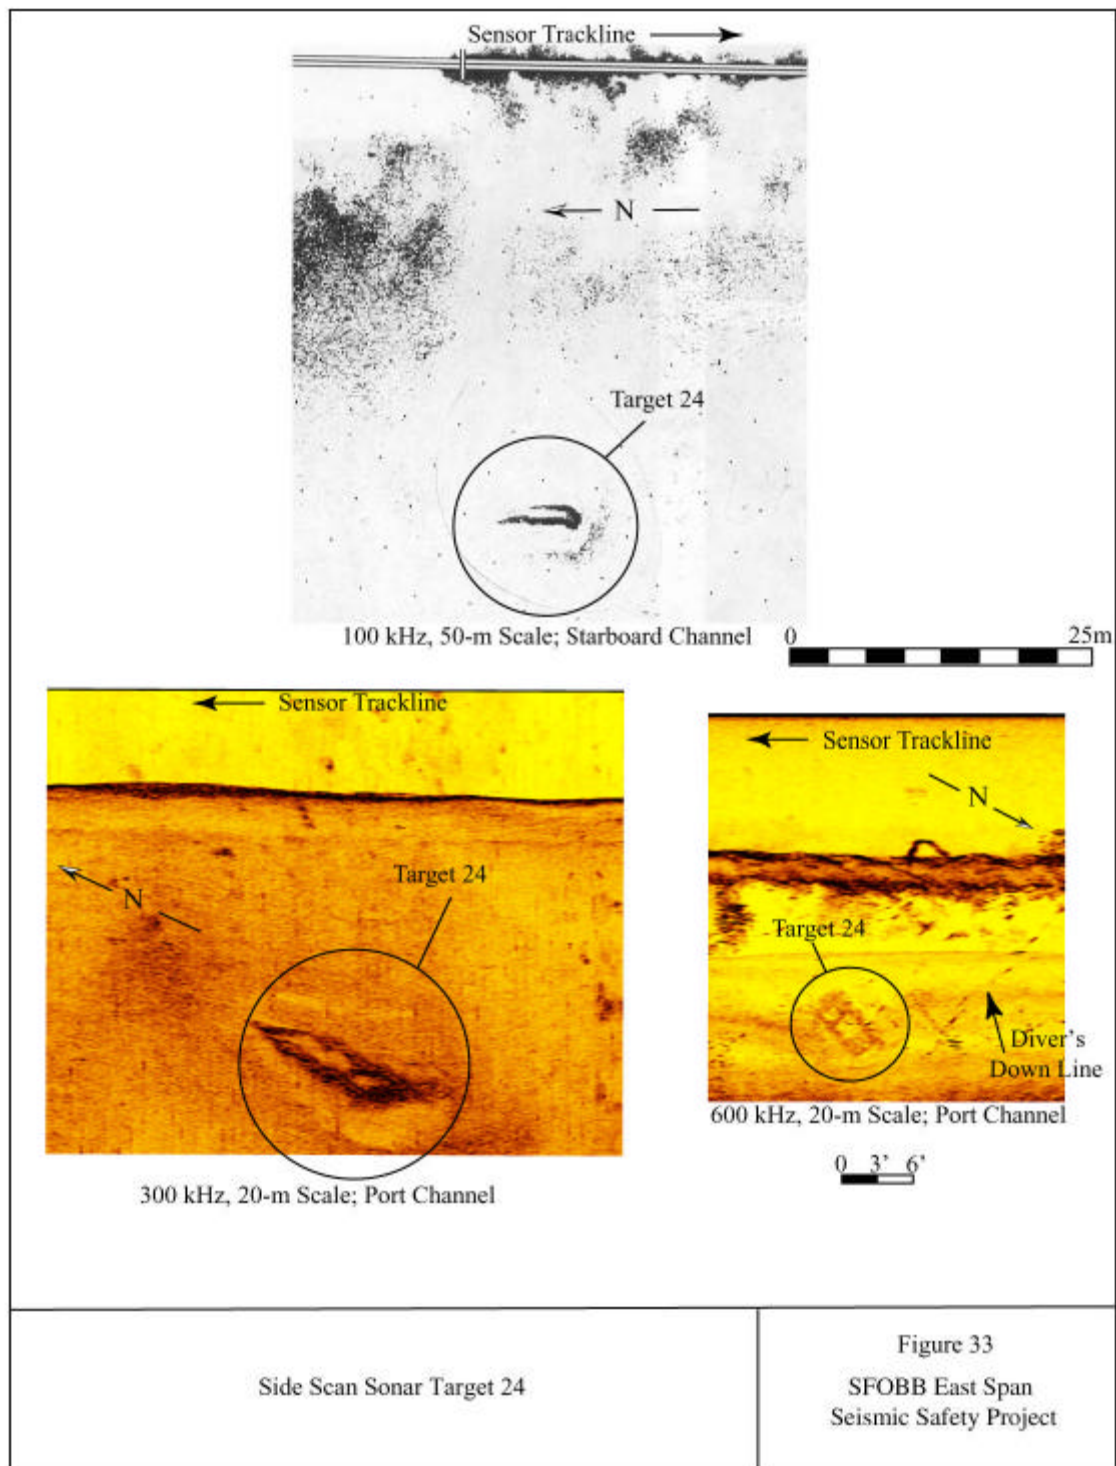 Sensor Trackline
N
Target 24
100 kHz, 50-m Scale; Starboard Channel
0 25m
Sensor Trackline
N
Target 24
300 kHz, 20-m Scale; Port Channel
Sensor Trackline
N
Target 24
Diver's
Down Line
600 kHz, 20-m Scale; Port Channel
0 3' 6'
Side Scan Sonar Target 24
Figure 33
SFOBB East Span
Seismic Safety Project